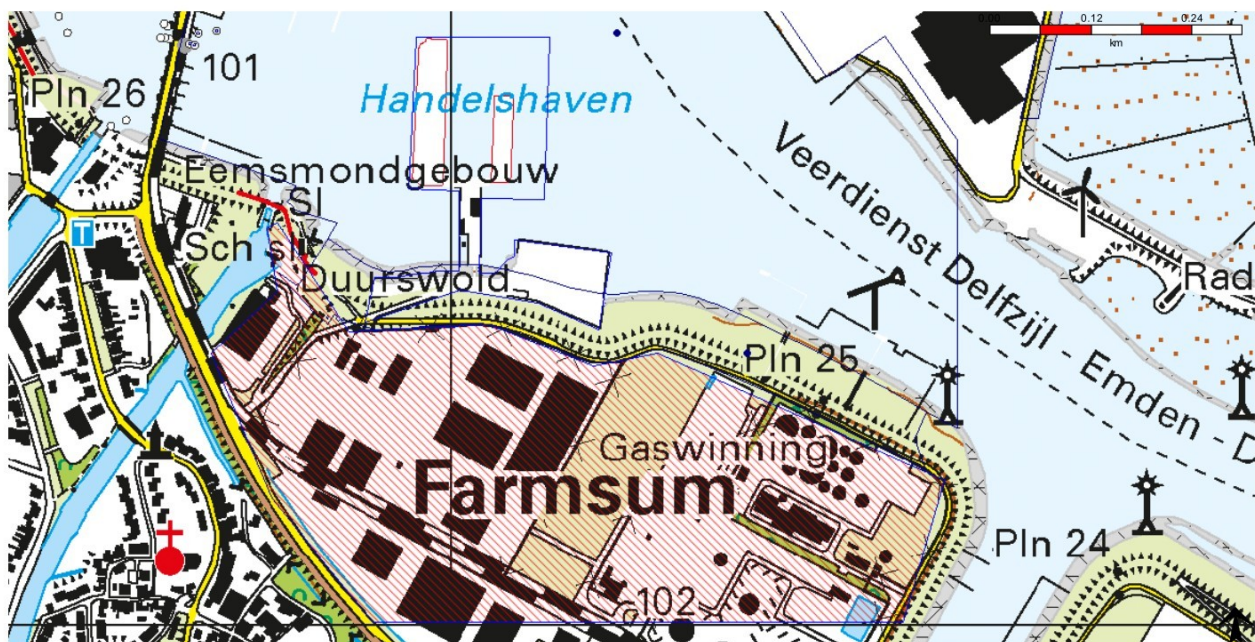 0.00 0.12 0.24
km
101
Pln 26
Handelshaven
Eemsmondgebouw
Sl
Sch sl
Duurswold
T
Veerdienst Delfzijl - Emden - D
Rad
Pln 25
Gaswinning
Farmsum
Pln 24
102